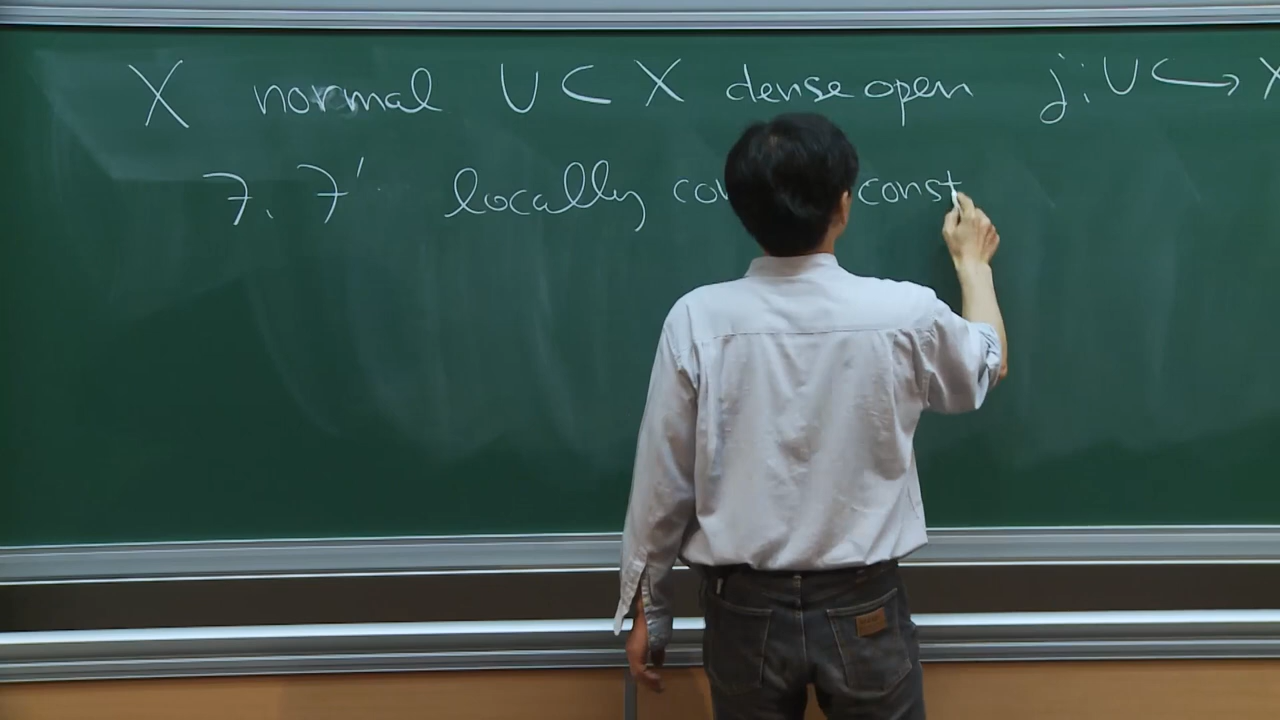 X normal U ⊂ X dense open j: U ↪ X
F, F' locally const